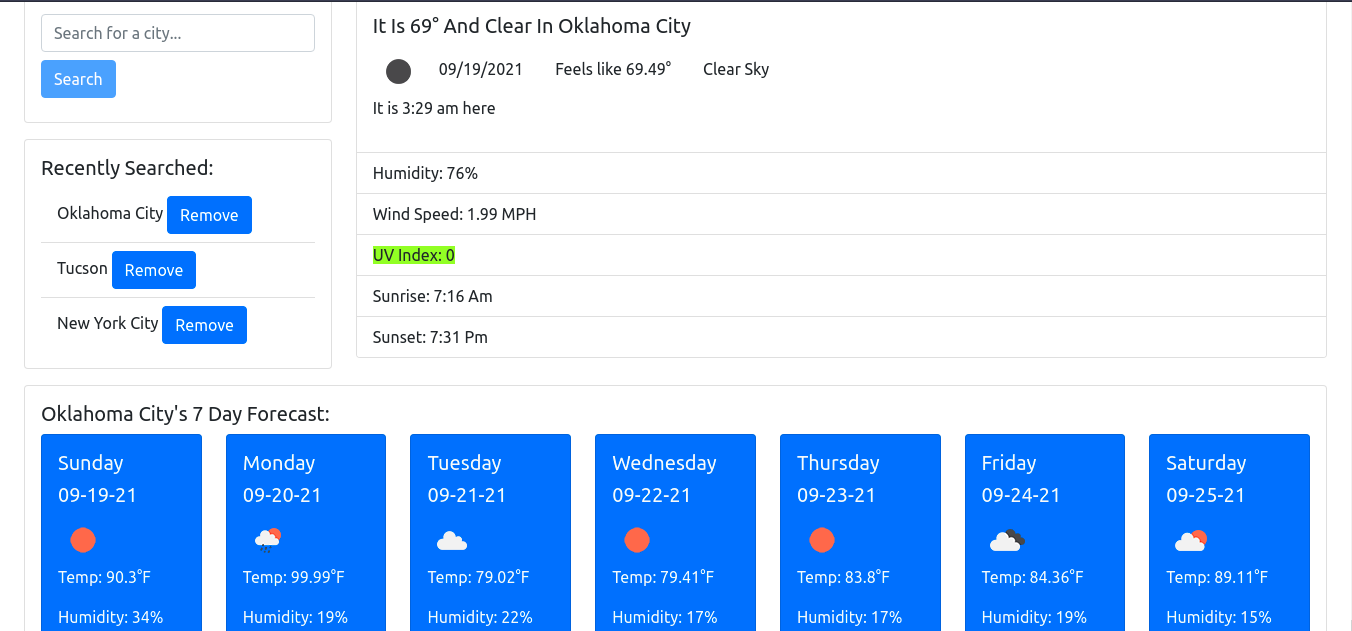 Search for a city...
Search
Recently Searched:
Oklahoma City Remove
Tucson Remove
New York City Remove
It Is 69° And Clear In Oklahoma City
09/19/2021 Feels like 69.49° Clear Sky
It is 3:29 am here
Humidity: 76%
Wind Speed: 1.99 MPH
UV Index: 0
Sunrise: 7:16 Am
Sunset: 7:31 Pm
Oklahoma City's 7 Day Forecast:
Sunday
09-19-21
Temp: 90.3°F
Humidity: 34%
Monday
09-20-21
Temp: 99.99°F
Humidity: 19%
Tuesday
09-21-21
Temp: 79.02°F
Humidity: 22%
Wednesday
09-22-21
Temp: 79.41°F
Humidity: 17%
Thursday
09-23-21
Temp: 83.8°F
Humidity: 17%
Friday
09-24-21
Temp: 84.36°F
Humidity: 19%
Saturday
09-25-21
Temp: 89.11°F
Humidity: 15%